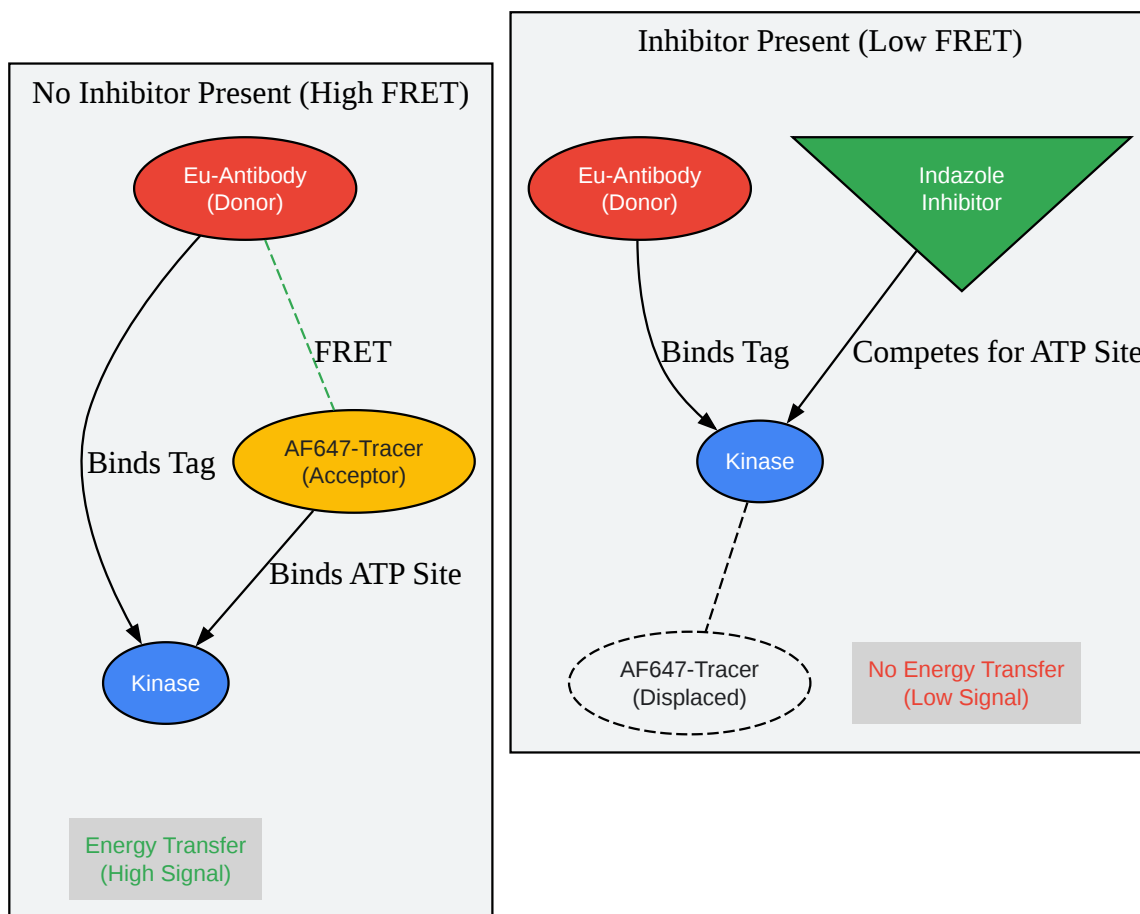 No Inhibitor Present (High FRET)
Eu-Antibody
(Donor)
FRET
Binds Tag
AF647-Tracer
(Acceptor)
Binds ATP Site
Kinase
Energy Transfer
(High Signal)
Inhibitor Present (Low FRET)
Eu-Antibody
(Donor)
Indazole
Inhibitor
Binds Tag
Competes for ATP Site
Kinase
AF647-Tracer
(Displaced)
No Energy Transfer
(Low Signal)